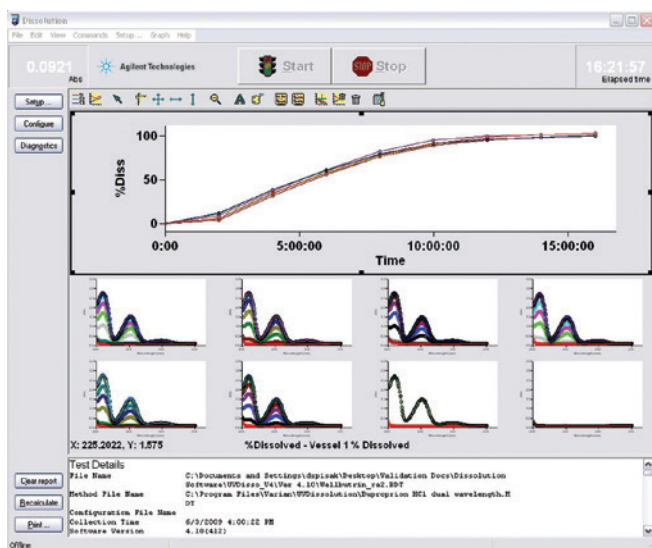 Dissolution
File Edit View Commands Setup... Graph Help
0.0921
Abs
Agilent Technologies
Start
STOP Stop
16:21:57
Elapsed time
Setup...
Configure
Diagnostics
%Diss
100
50
0
0:00 5:00:00 10:00:00 15:00:00
Time
X: 225.2022, Y: 1.575 %Dissolved - Vessel 1 % Dissolved
Clear report
Recalculate
Print...
Test Details
File Name C:\Documents and Settings\dspisak\Desktop\Validation Docs\Dissolution
Software\UVDisso_V4\Ver 4.10\Wellbutrin_re2.BDT
Method File Name C:\Program Files\Varian\UVDissolution\Buproprion HCl dual wavelength.M
DT
Configuration File Name
Collection Time 6/3/2009 4:00:22 PM
Software Version 4.10(412)
Offline